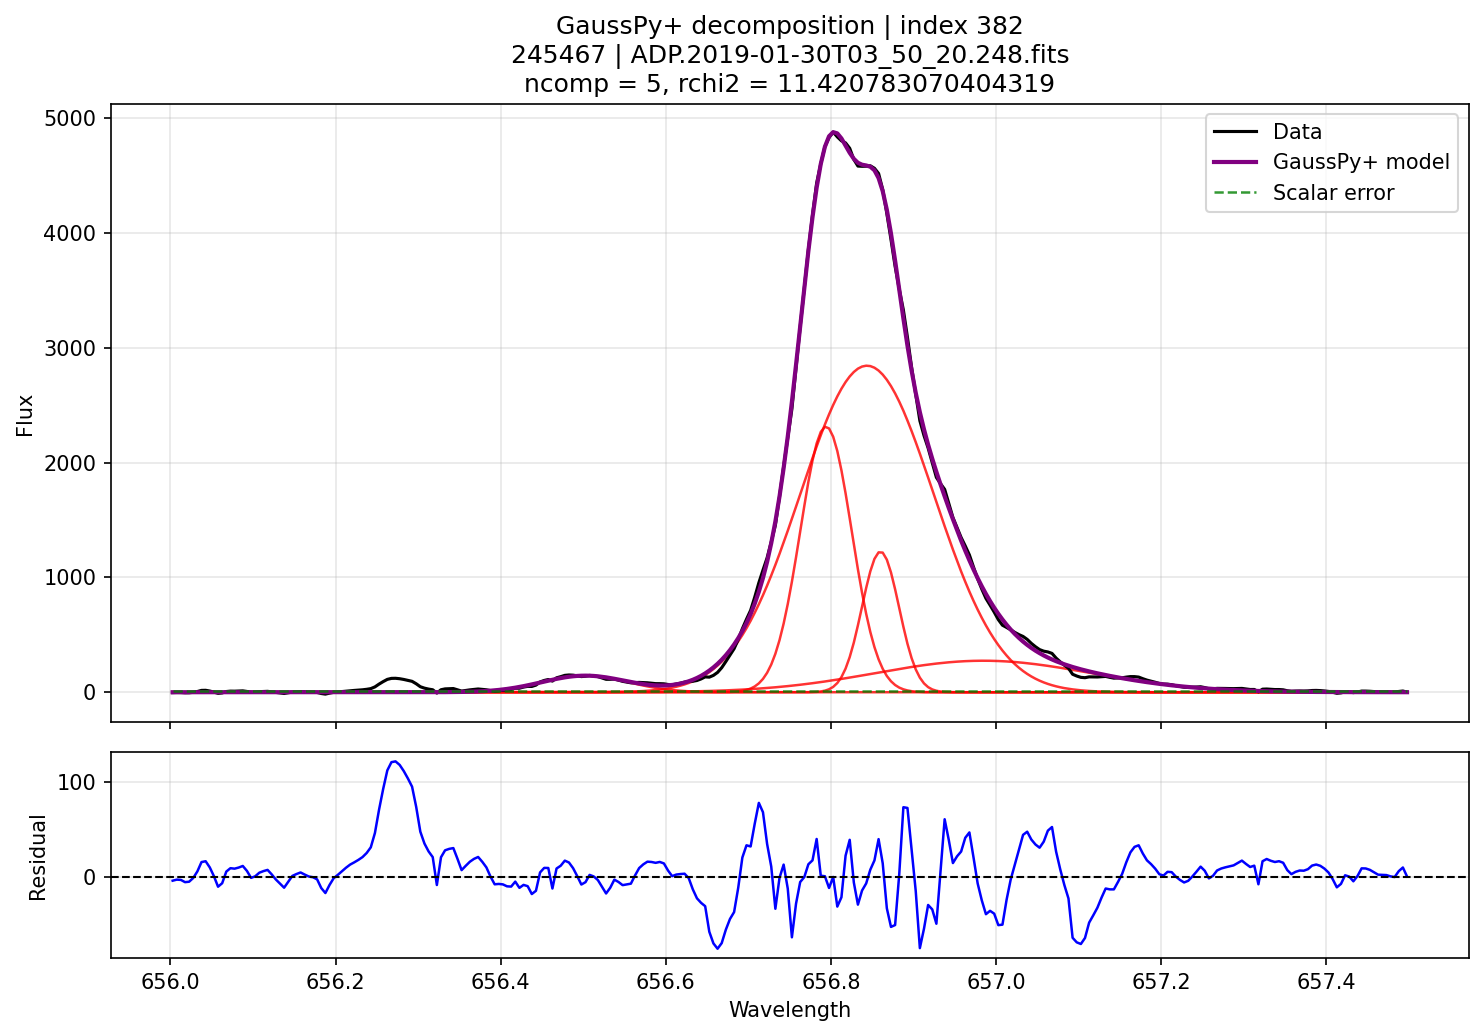 GaussPy+ decomposition | index 382
245467 | ADP.2019-01-30T03_50_20.248.fits
ncomp = 5, rchi2 = 11.420783070404319
Data
GaussPy+ model
Scalar error
5000
4000
3000
2000
1000
0
Flux
100
0
Residual
656.0 656.2 656.4 656.6 656.8 657.0 657.2 657.4
Wavelength